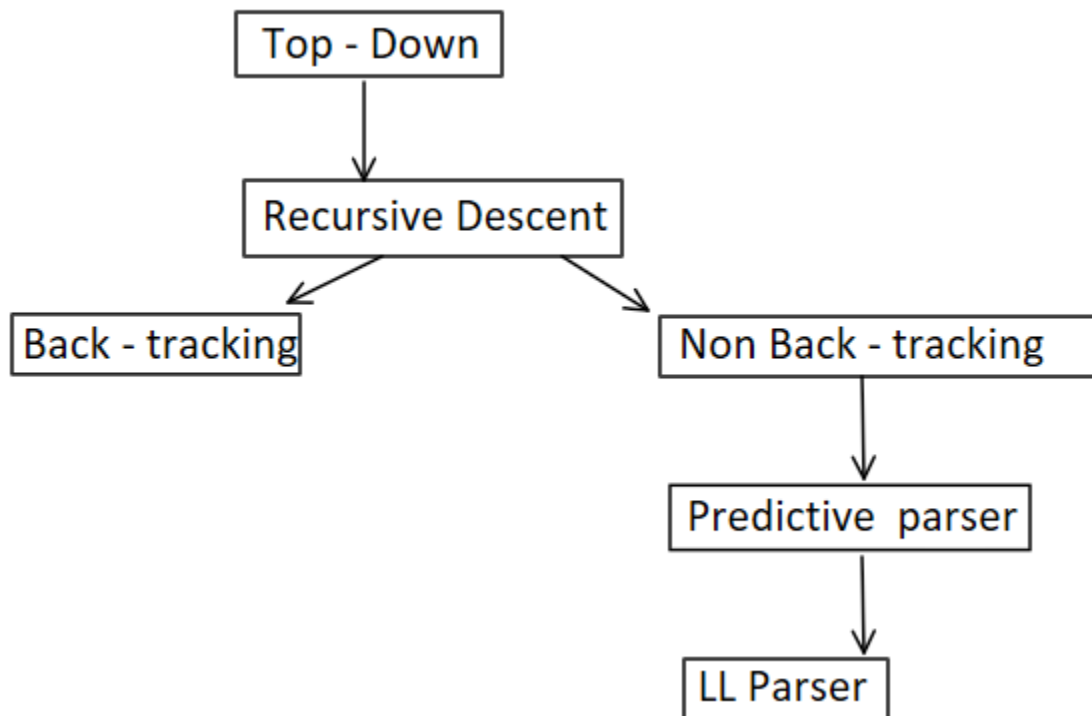 Top - Down
Recursive Descent
Back - tracking
Non Back - tracking
Predictive parser
LL Parser